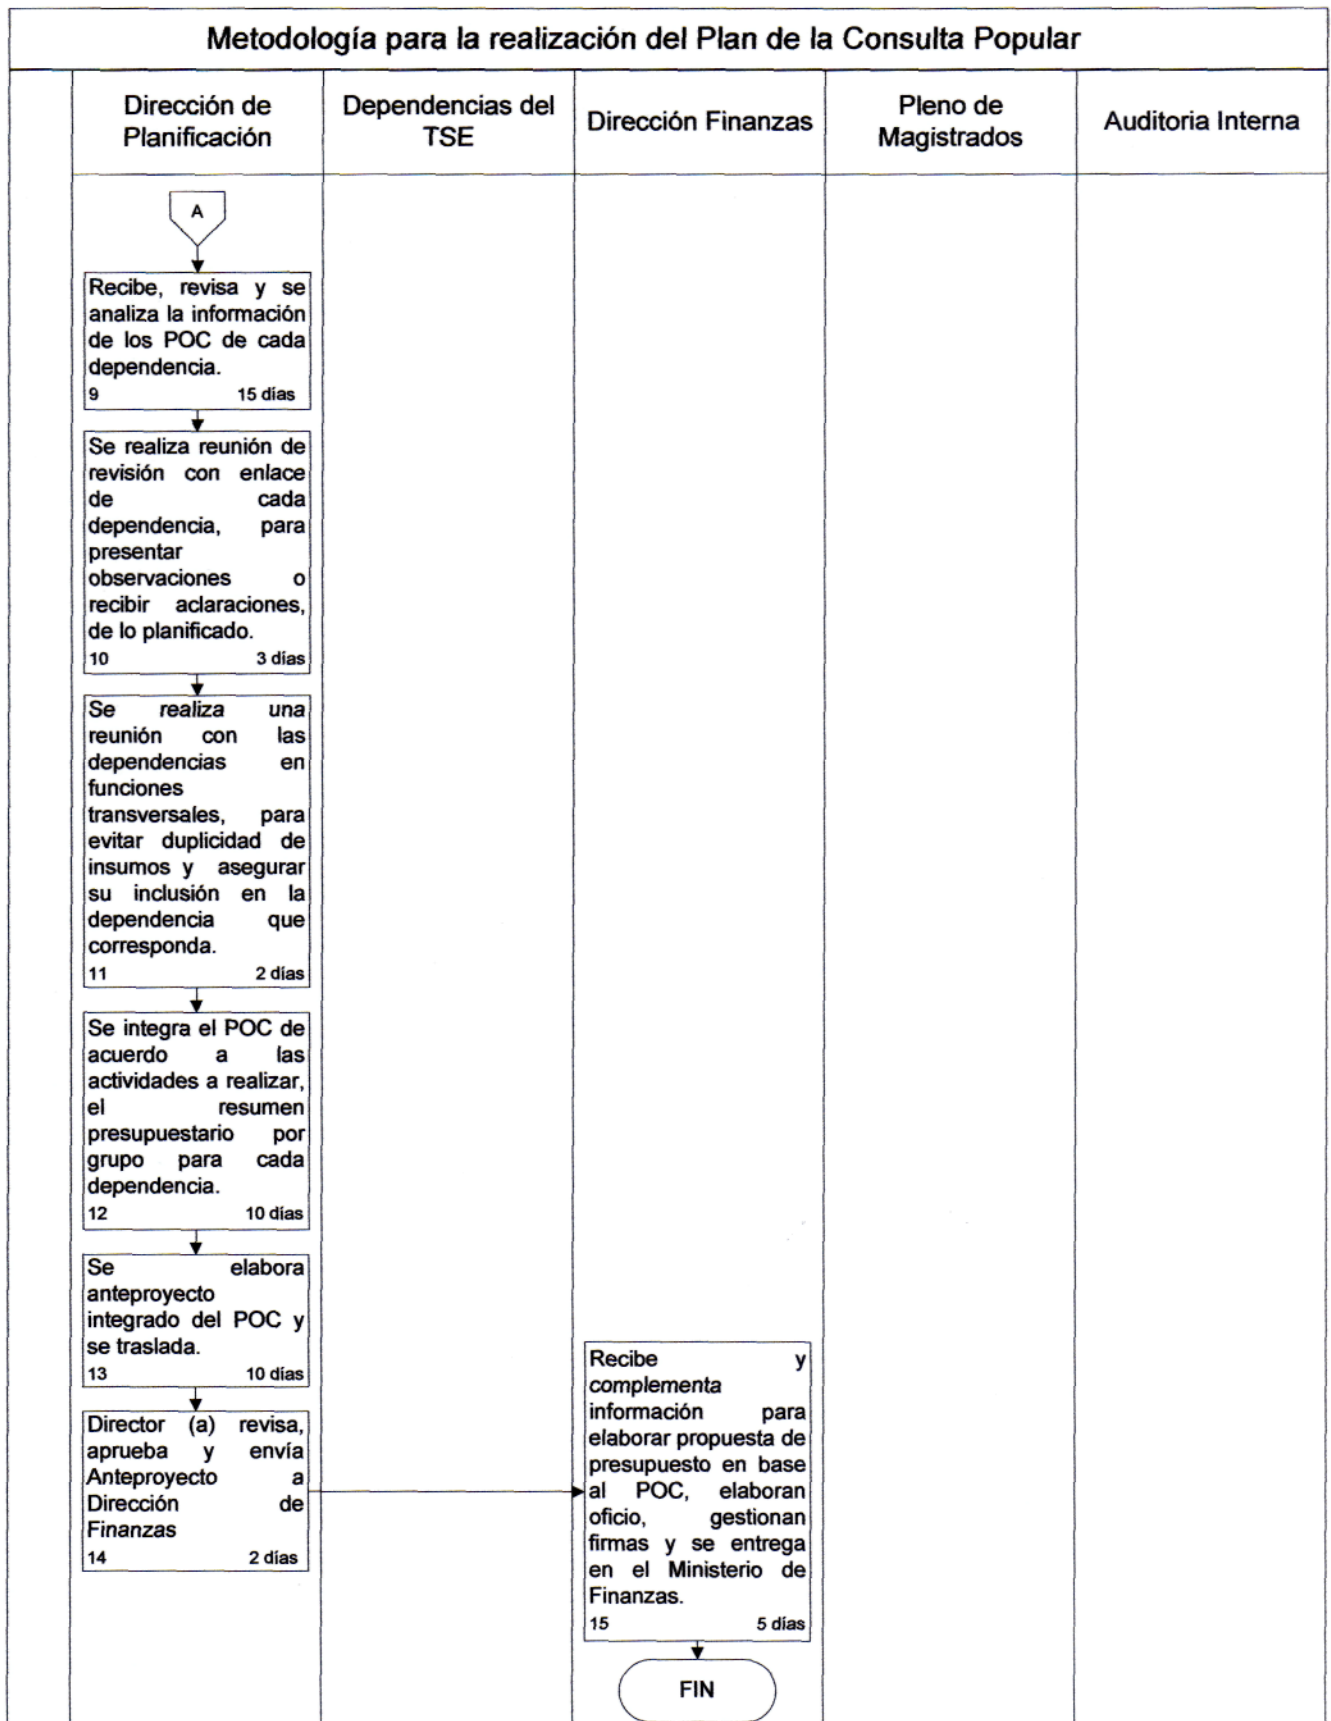 Metodología para la realización del Plan de la Consulta Popular
Dirección de
Planificación
Dependencias del
TSE
Dirección Finanzas
Pleno de
Magistrados
Auditoria Interna
A
Recibe, revisa y se
analiza la información
de los POC de cada
dependencia.
9 15 días
Se realiza reunión de
revisión con enlace
de cada
dependencia, para
presentar
observaciones o
recibir aclaraciones,
de lo planificado.
10 3 días
Se realiza una
reunión con las
dependencias en
funciones
transversales, para
evitar duplicidad de
insumos y asegurar
su inclusión en la
dependencia que
corresponda.
11 2 días
Se integra el POC de
acuerdo a las
actividades a realizar,
el resumen
presupuestario por
grupo para cada
dependencia.
12 10 días
Se elabora
anteproyecto
integrado del POC y
se traslada.
13 10 días
Director (a) revisa,
aprueba y envía
Anteproyecto a
Dirección de
Finanzas
14 2 días
Recibe y
complementa
información para
elaborar propuesta de
presupuesto en base
al POC, elaboran
oficio, gestionan
firmas y se entrega
en el Ministerio de
Finanzas.
15 5 días
FIN